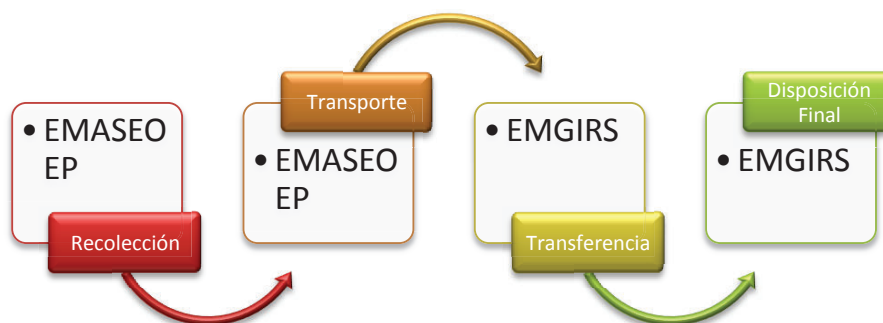 • EMASEO
EP
Recolección
Transporte
• EMASEO
EP
• EMGIRS
Transferencia
Disposición
Final
• EMGIRS